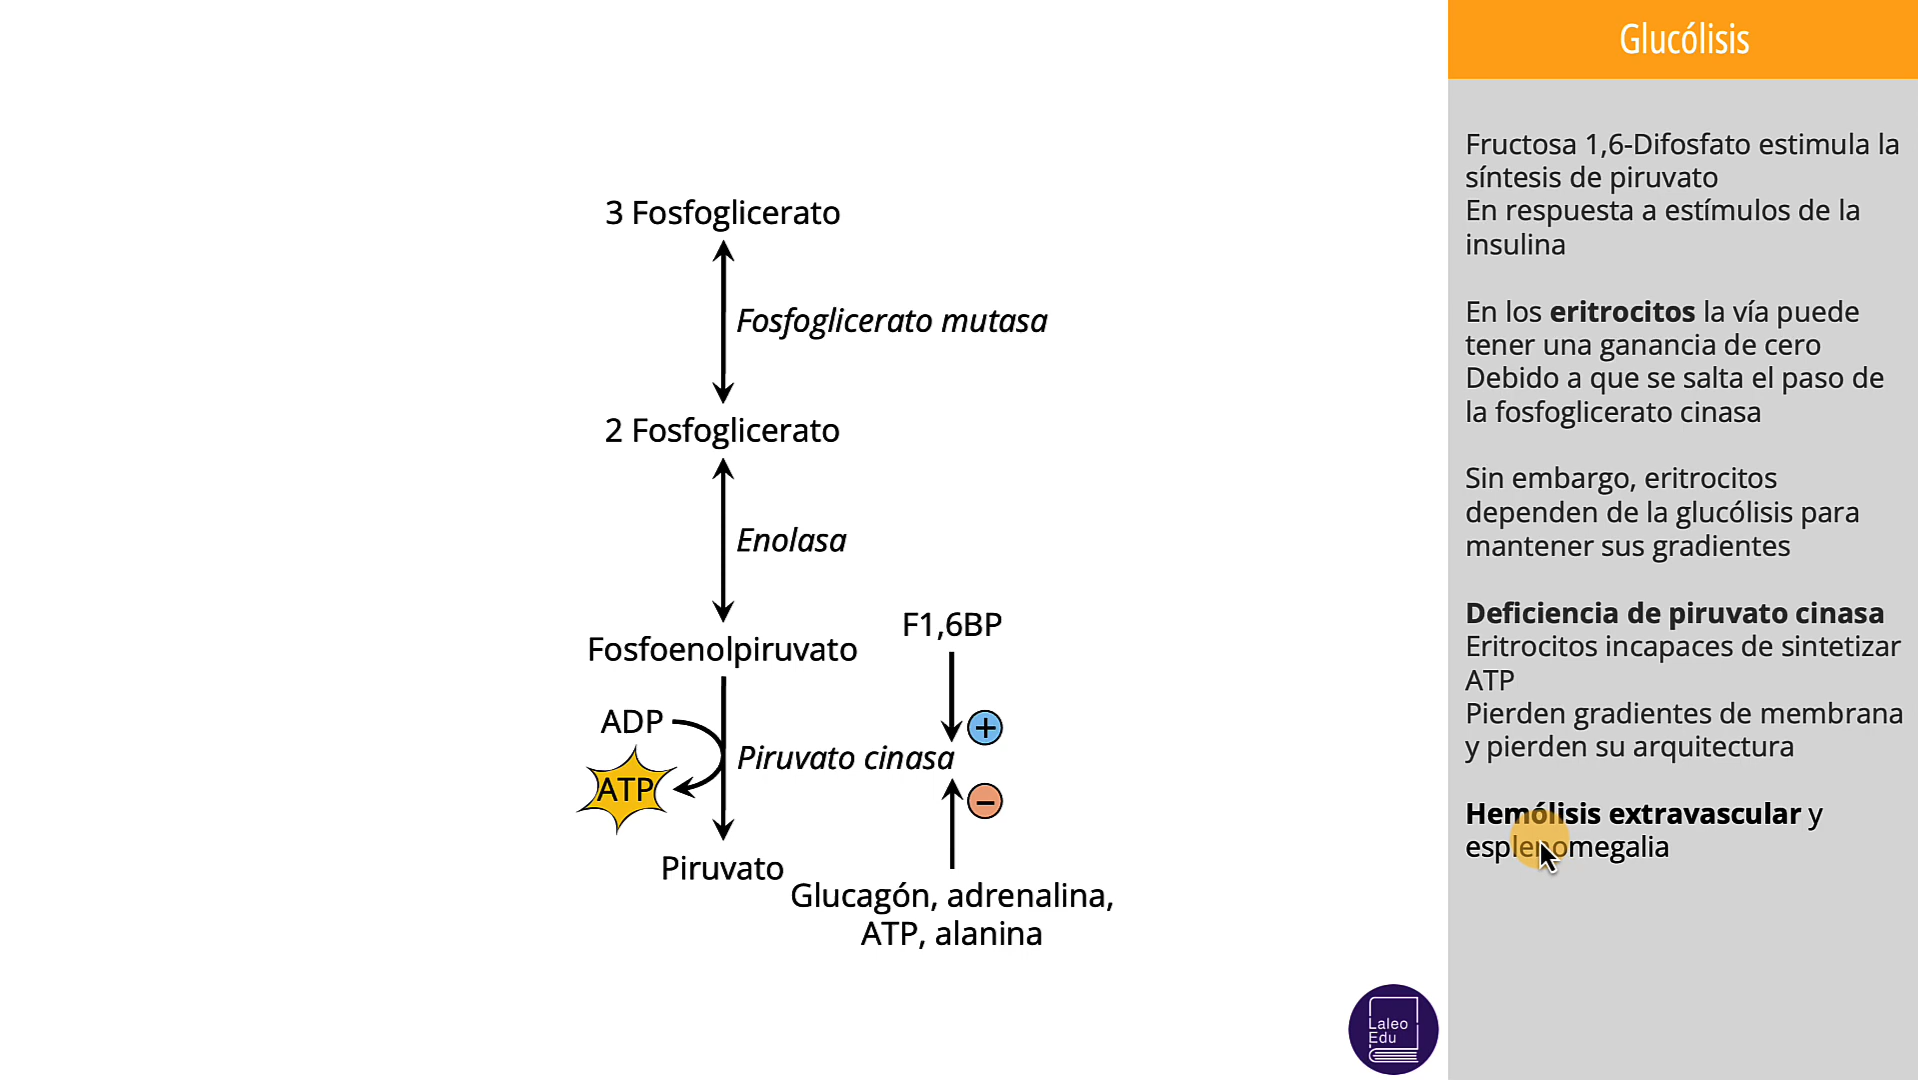 Glucólisis
3 Fosfoglicerato
Fosfoglicerato mutasa
2 Fosfoglicerato
Enolasa
Fosfoenolpiruvato
F1,6BP
ADP
+
Piruvato cinasa
ATP
−
Piruvato
Glucagón, adrenalina,
ATP, alanina
Fructosa 1,6-Difosfato estimula la
síntesis de piruvato
En respuesta a estímulos de la
insulina
En los eritrocitos la vía puede
tener una ganancia de cero
Debido a que se salta el paso de
la fosfoglicerato cinasa
Sin embargo, eritrocitos
dependen de la glucólisis para
mantener sus gradientes
Deficiencia de piruvato cinasa
Eritrocitos incapaces de sintetizar
ATP
Pierden gradientes de membrana
y pierden su arquitectura
Hemólisis extravascular y
esplenomegalia
Laleo
Edu